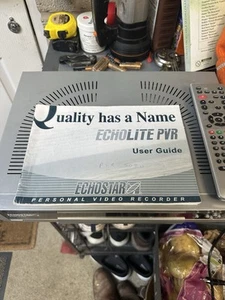 Quality has a Name
ECHOLITE PVR
User Guide
ECHOSTAR
PERSONAL VIDEO RECORDER